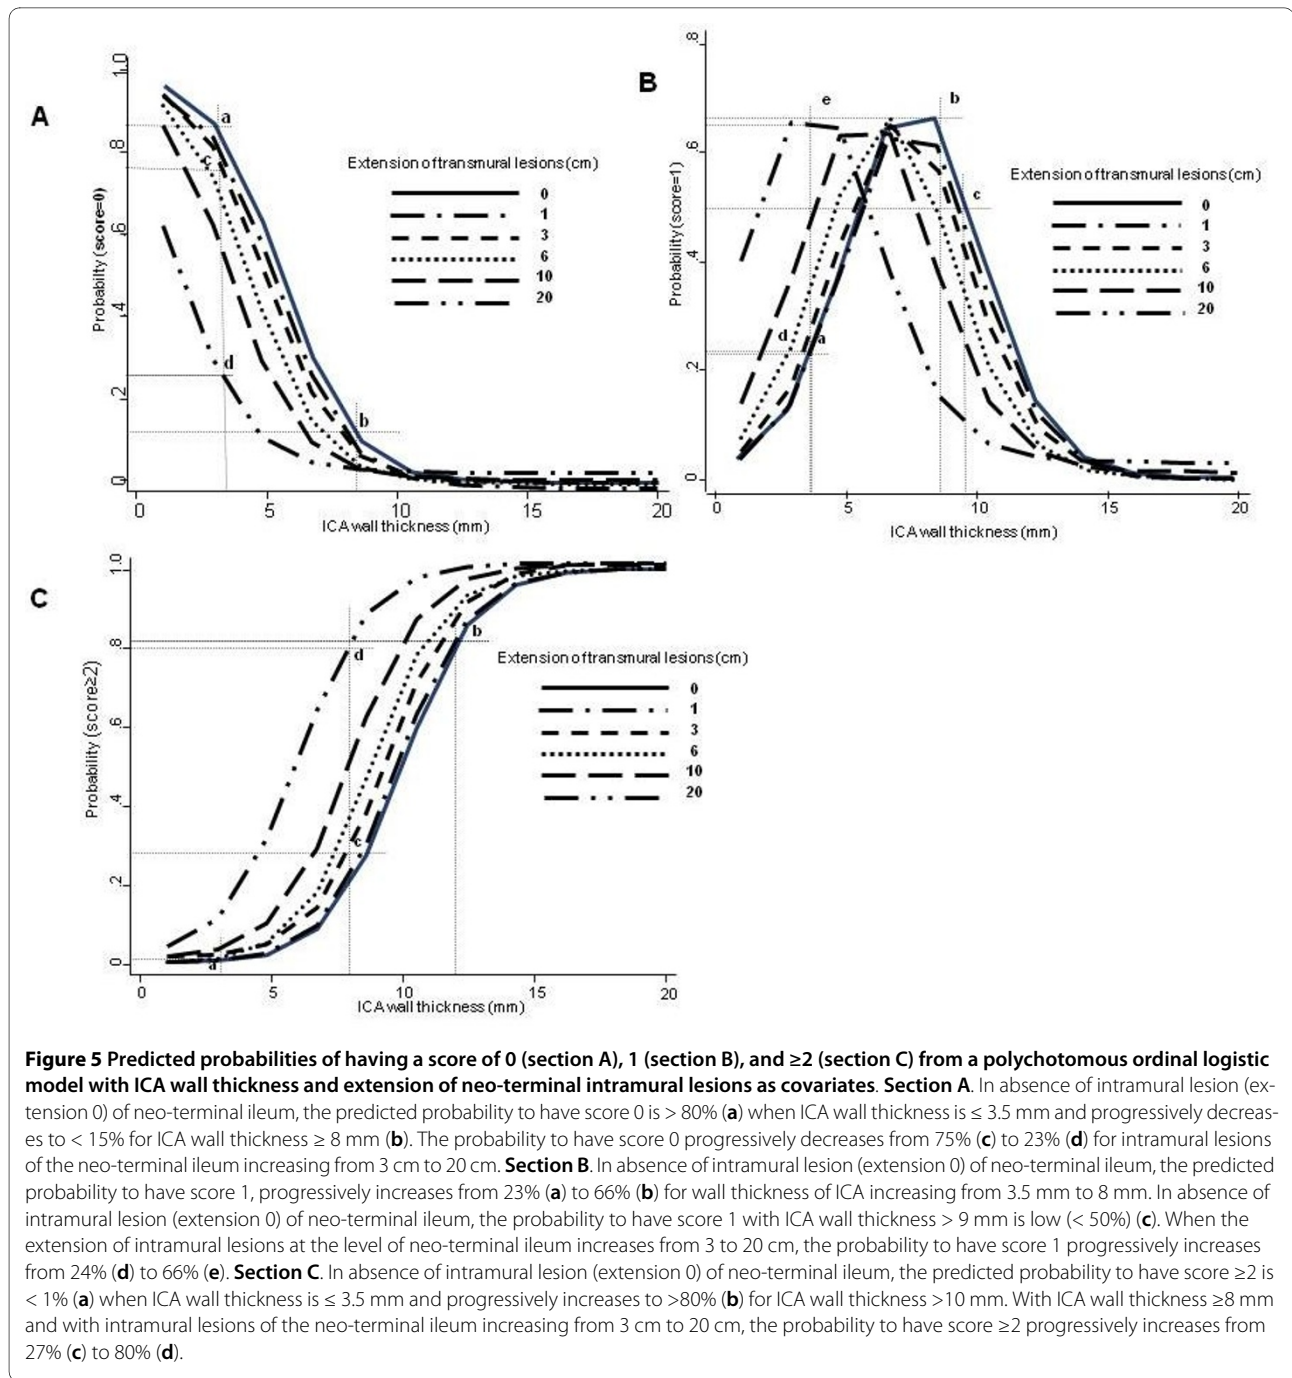 A
Probability (score=0)
0 .2 .4 .6 .8 1.0
a
c
d
b
Extension of transmural lesions (cm)
0
1
3
6
10
20
0 5 10 15 20
ICA wall thickness (mm)
B
Probability (score=1)
0 .2 .4 .6 .8
e
b
c
d
a
Extension of transmural lesions (cm)
0
1
3
6
10
20
0 5 10 15 20
ICA wall thickness (mm)
C
Probability (score≥2)
0 .2 .4 .6 .8 1.0
b
d
c
a
Extension of transmural lesions (cm)
0
1
3
6
10
20
0 5 10 15 20
ICA wall thickness (mm)
Figure 5 Predicted probabilities of having a score of 0 (section A), 1 (section B), and ≥2 (section C) from a polychotomous ordinal logistic
model with ICA wall thickness and extension of neo-terminal intramural lesions as covariates. Section A. In absence of intramural lesion (ex-
tension 0) of neo-terminal ileum, the predicted probability to have score 0 is > 80% (a) when ICA wall thickness is ≤ 3.5 mm and progressively decreas-
es to < 15% for ICA wall thickness ≥ 8 mm (b). The probability to have score 0 progressively decreases from 75% (c) to 23% (d) for intramural lesions
of the neo-terminal ileum increasing from 3 cm to 20 cm. Section B. In absence of intramural lesion (extension 0) of neo-terminal ileum, the predicted
probability to have score 1, progressively increases from 23% (a) to 66% (b) for wall thickness of ICA increasing from 3.5 mm to 8 mm. In absence of
intramural lesion (extension 0) of neo-terminal ileum, the probability to have score 1 with ICA wall thickness > 9 mm is low (< 50%) (c). When the
extension of intramural lesions at the level of neo-terminal ileum increases from 3 to 20 cm, the probability to have score 1 progressively increases
from 24% (d) to 66% (e). Section C. In absence of intramural lesion (extension 0) of neo-terminal ileum, the predicted probability to have score ≥2 is
< 1% (a) when ICA wall thickness is ≤ 3.5 mm and progressively increases to >80% (b) for ICA wall thickness >10 mm. With ICA wall thickness ≥8 mm
and with intramural lesions of the neo-terminal ileum increasing from 3 cm to 20 cm, the probability to have score ≥2 progressively increases from
27% (c) to 80% (d).